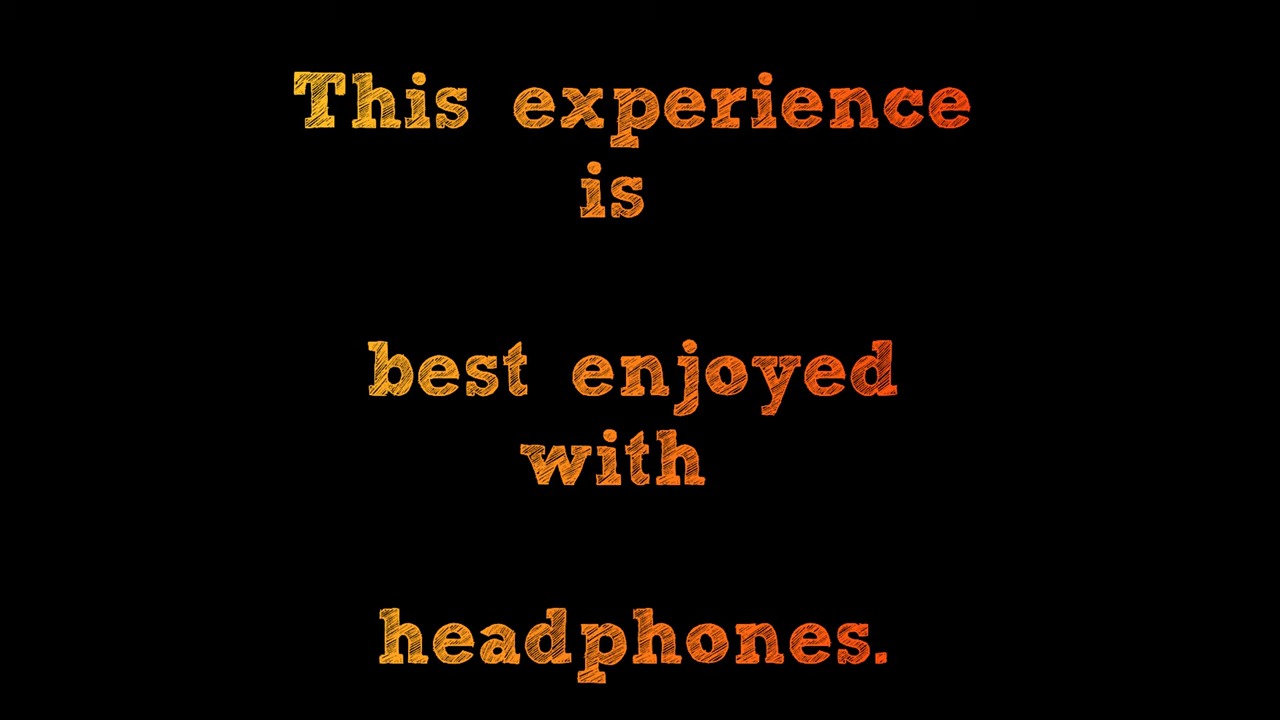 This experience
is
best enjoyed
with
headphones.